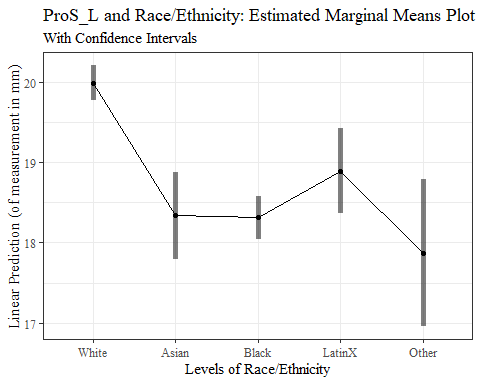 ProS_L and Race/Ethnicity: Estimated Marginal Means Plot
With Confidence Intervals
Linear Prediction (of measurement in mm)
20
19
18
17
White Asian Black LatinX Other
Levels of Race/Ethnicity